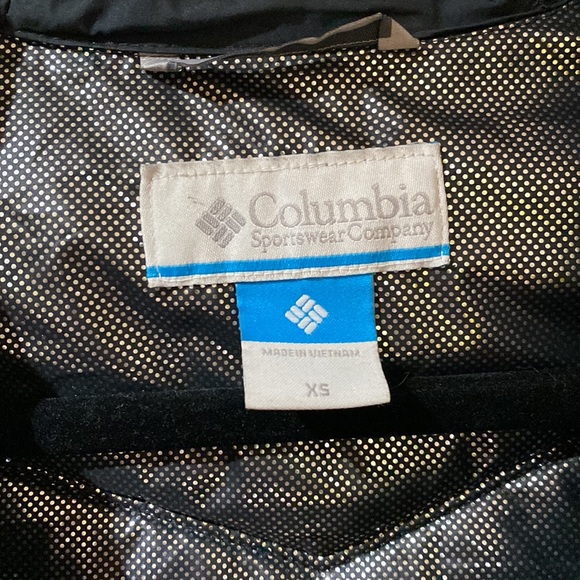 Columbia
Sportswear Company
MADE IN VIETNAM
XS